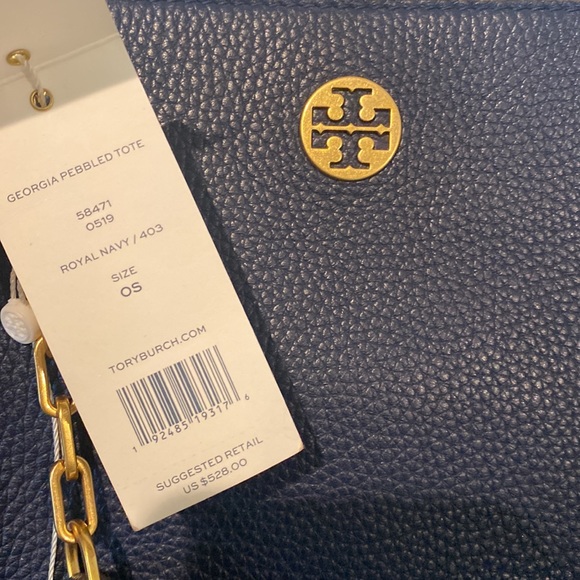 GEORGIA PEBBLED TOTE
58471
0519
ROYAL NAVY / 403
SIZE
OS
TORYBURCH.COM
1 92485 19317 6
SUGGESTED RETAIL
US $528.00